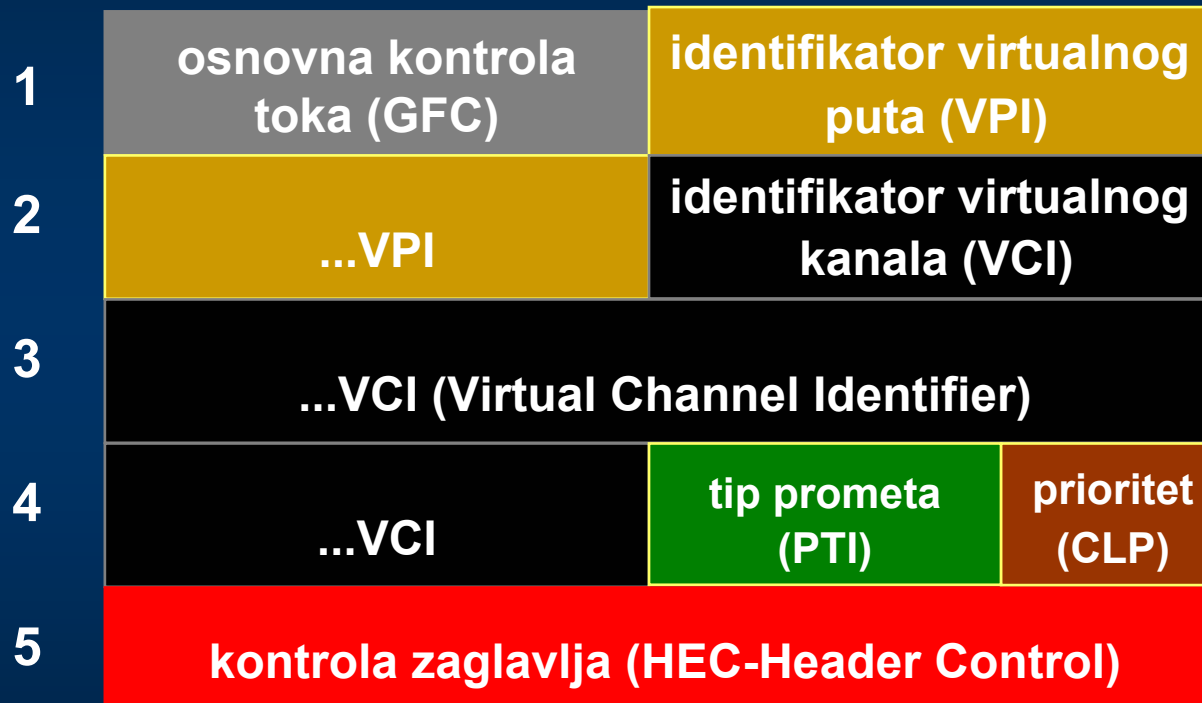 1
osnovna kontrola
toka (GFC)
identifikator virtualnog
puta (VPI)
2
...VPI
identifikator virtualnog
kanala (VCI)
3
...VCI (Virtual Channel Identifier)
4
...VCI
tip prometa
(PTI)
prioritet
(CLP)
5
kontrola zaglavlja (HEC-Header Control)